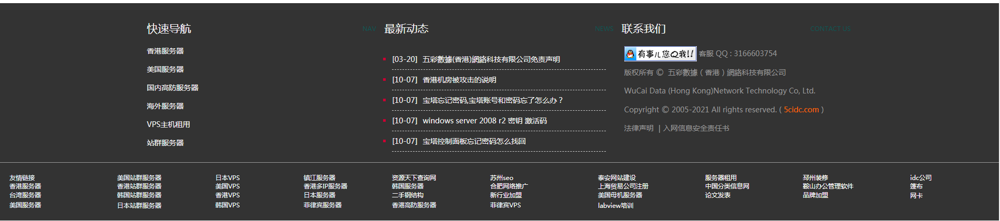 快速导航 NAV
香港服务器
美国服务器
国内高防服务器
海外服务器
VPS主机租用
站群服务器
最新动态 NEWS
[03-20] 五彩數據(香港)網絡科技有限公司免责声明
[10-07] 香港机房被攻击的说明
[10-07] 宝塔忘记密码,宝塔账号和密码忘了怎么办？
[10-07] windows server 2008 r2 密钥 激活码
[10-07] 宝塔控制面板忘记密码怎么找回
联系我们 CONTACT US
有事儿您Q我!! 客服 QQ : 3166603754
版权所有 © 五彩數據（香港）網絡科技有限公司
WuCai Data (Hong Kong)Network Technology Co, Ltd.
Copyright © 2005-2021 All rights reserved. ( 5cidc.com )
法律声明 | 入网信息安全责任书
友情链接 美国站群服务器 日本VPS 镇江服务器 资源天下查询网 苏州seo 泰安网站建设 服务器租用 邳州装修 idc公司
香港服务器 香港站群服务器 美国VPS 香港多IP服务器 韩国服务器 合肥网络推广 上海贸易公司注册 中国分类信息网 鞍山办公管理软件 篷布
台湾服务器 韩国站群服务器 香港VPS 日本服务器 二手钢结构 新行业加盟 美国母机服务器 论文发表 品牌加盟 网卡
美国服务器 日本站群服务器 韩国VPS 菲律宾服务器 香港高防服务器 菲律宾VPS labview培训